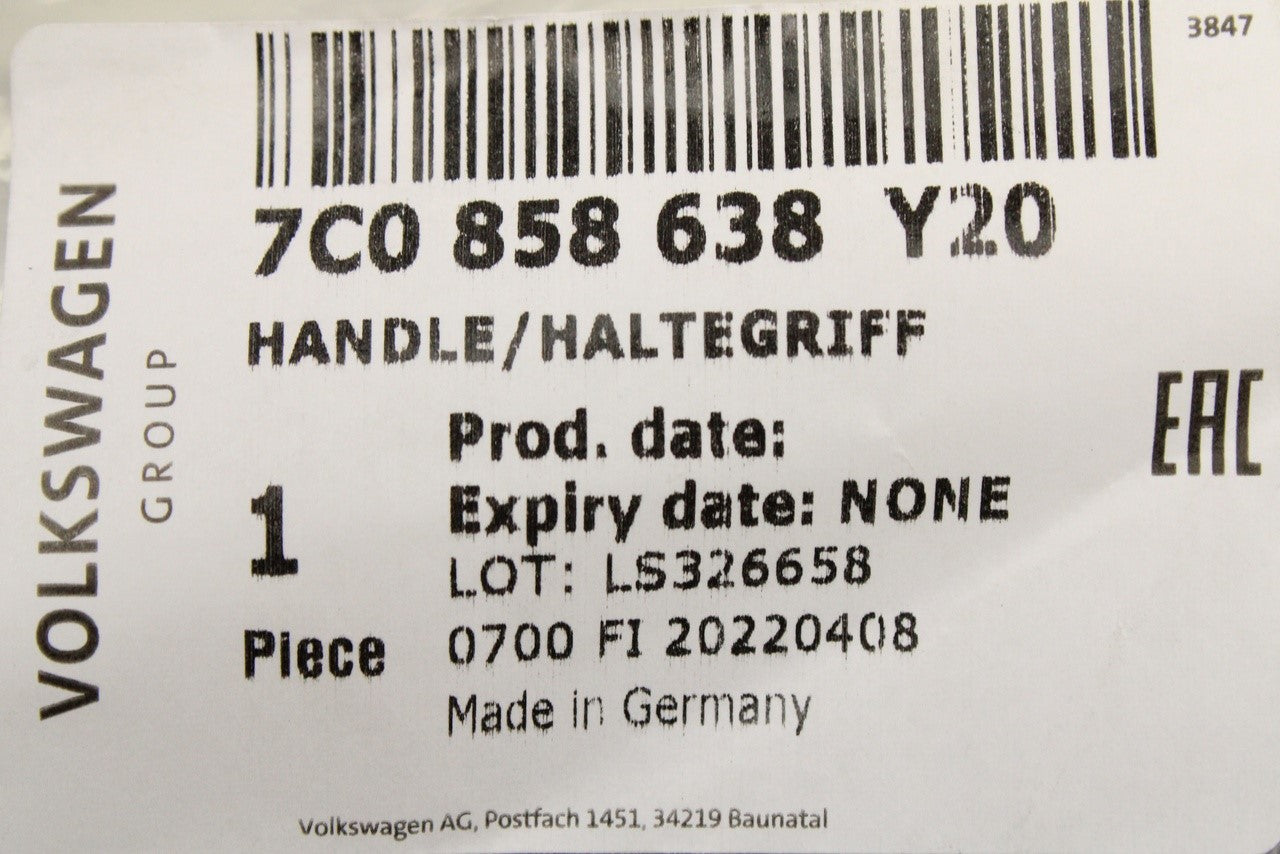 3847
VOLKSWAGEN
GROUP
7C0 858 638 Y20
HANDLE/HALTEGRIFF
EAC
Prod. date:
1 Expiry date: NONE
LOT: LS326658
Piece 0700 FI 20220408
Made in Germany
Volkswagen AG, Postfach 1451, 34219 Baunatal